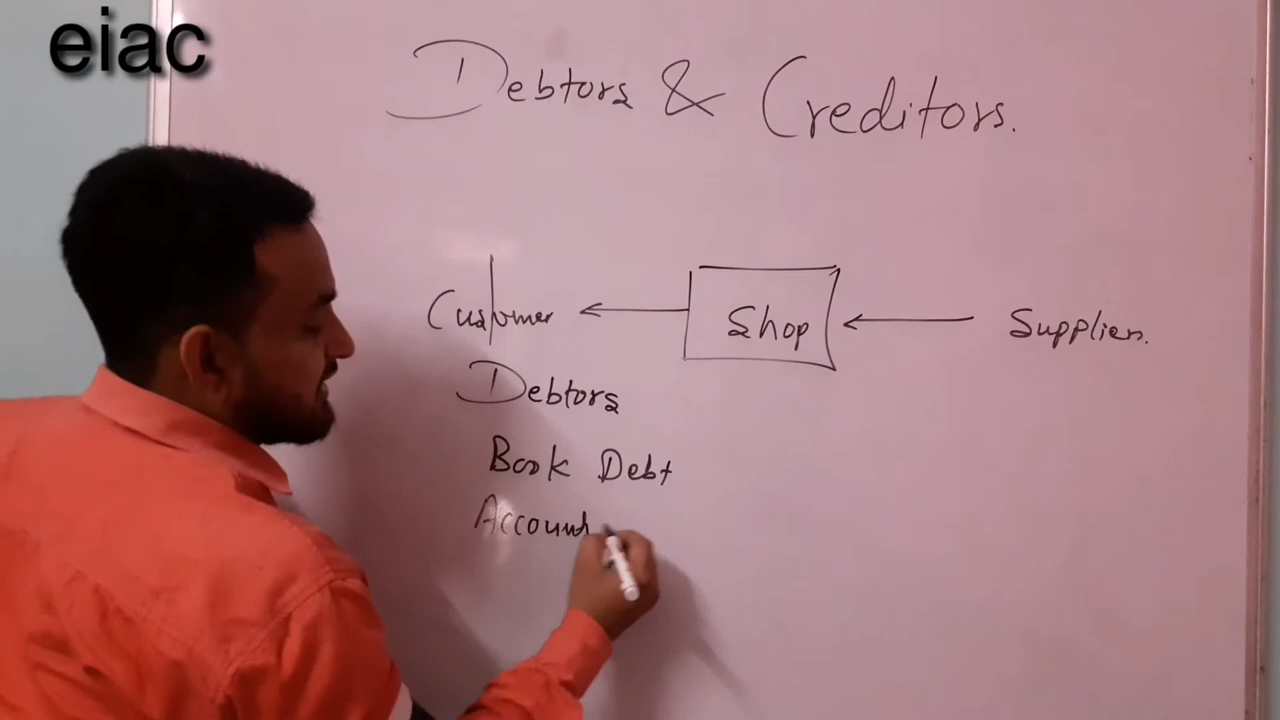 eiac
Debtors & Creditors.
Customer Shop Suppliers.
Debtors
Book Debt
Account